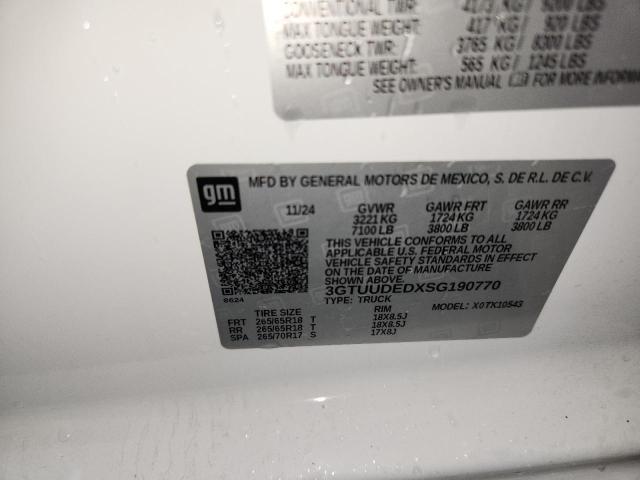 CONVENTIONAL TWR: 4173 KG/ 9200 LBS
MAX TONGUE WEIGHT: 417 KG / 920 LBS
GOOSENECK TWR: 3765 KG/ 8300 LBS
MAX TONGUE WEIGHT: 565 KG / 1245 LBS
SEE OWNER'S MANUAL FOR MORE INFORMA
gm
MFD BY GENERAL MOTORS DE MEXICO, S. DE R.L. DE C.V.
11/24 GVWR GAWR FRT GAWR RR
3221 KG 1724 KG 1724 KG
7100 LB 3800 LB 3800 LB
THIS VEHICLE CONFORMS TO ALL
APPLICABLE U.S. FEDERAL MOTOR
VEHICLE SAFETY STANDARDS IN
EFFECT ON THE DATE OF MANUFACTURE
SHOWN ABOVE.
3GTUUDEDXSG190770
TYPE: TRUCK MODEL: X0TK10543
8624
TIRE SIZE RIM
FRT 265/65R18 T 18X8.5J
RR 265/65R18 T 18X8.5J
SPA 265/70R17 S 17X8J